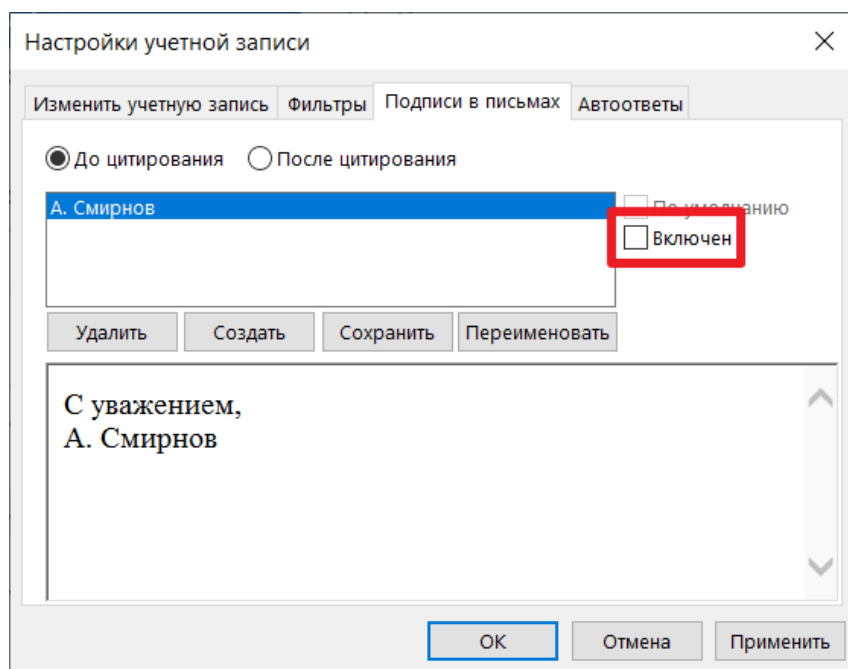 Настройки учетной записи
Изменить учетную запись Фильтры Подписи в письмах Автоответы
До цитирования После цитирования
А. Смирнов
По умолчанию
Включен
Удалить Создать Сохранить Переименовать
С уважением,
А. Смирнов
ОК Отмена Применить